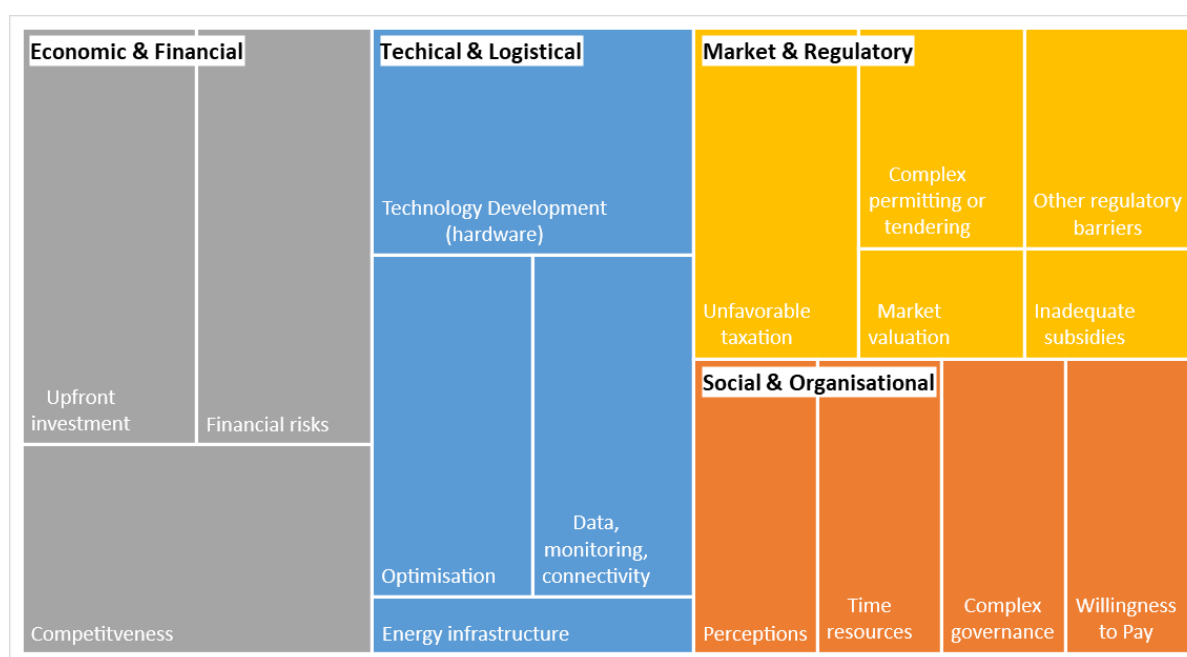 Economic & Financial
Upfront
investment
Financial risks
Competitveness
Techical & Logistical
Technology Development
(hardware)
Optimisation
Data,
monitoring,
connectivity
Energy infrastructure
Market & Regulatory
Unfavorable
taxation
Complex
permitting or
tendering
Other regulatory
barriers
Market
valuation
Inadequate
subsidies
Social & Organisational
Perceptions
Time
resources
Complex
governance
Willingness
to Pay